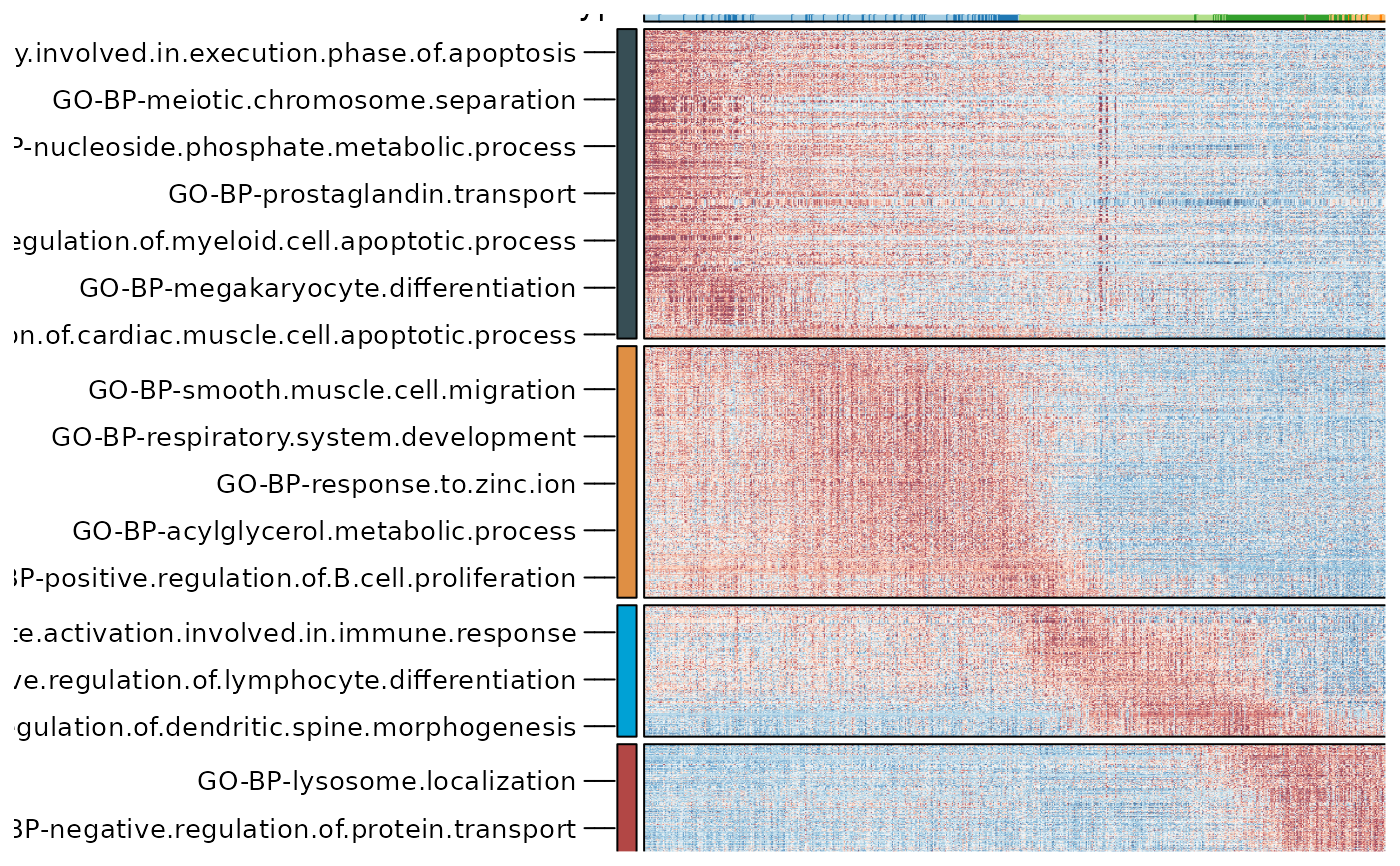 y.involved.in.execution.phase.of.apoptosis
GO-BP-meiotic.chromosome.separation
P-nucleoside.phosphate.metabolic.process
GO-BP-prostaglandin.transport
egulation.of.myeloid.cell.apoptotic.process
GO-BP-megakaryocyte.differentiation
on.of.cardiac.muscle.cell.apoptotic.process
GO-BP-smooth.muscle.cell.migration
GO-BP-respiratory.system.development
GO-BP-response.to.zinc.ion
GO-BP-acylglycerol.metabolic.process
BP-positive.regulation.of.B.cell.proliferation
te.activation.involved.in.immune.response
ve.regulation.of.lymphocyte.differentiation
egulation.of.dendritic.spine.morphogenesis
GO-BP-lysosome.localization
BP-negative.regulation.of.protein.transport